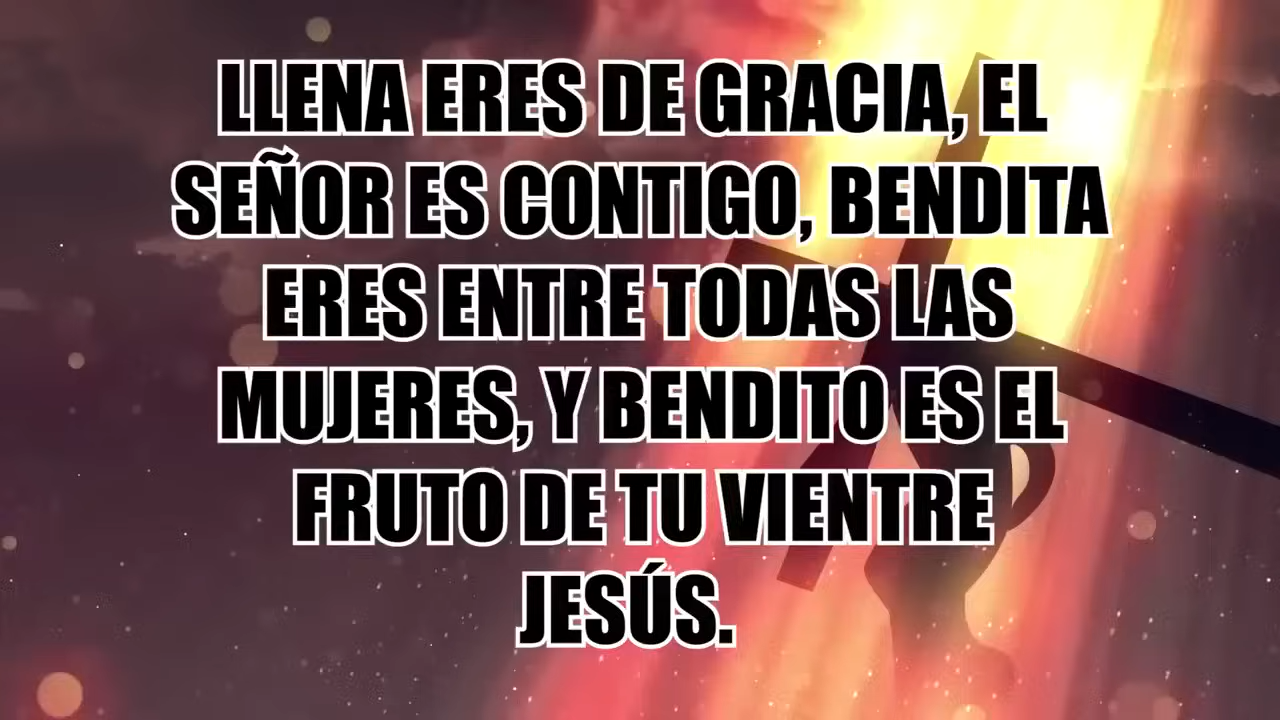 LLENA ERES DE GRACIA, EL
SEÑOR ES CONTIGO, BENDITA
ERES ENTRE TODAS LAS
MUJERES, Y BENDITO ES EL
FRUTO DE TU VIENTRE
JESÚS.